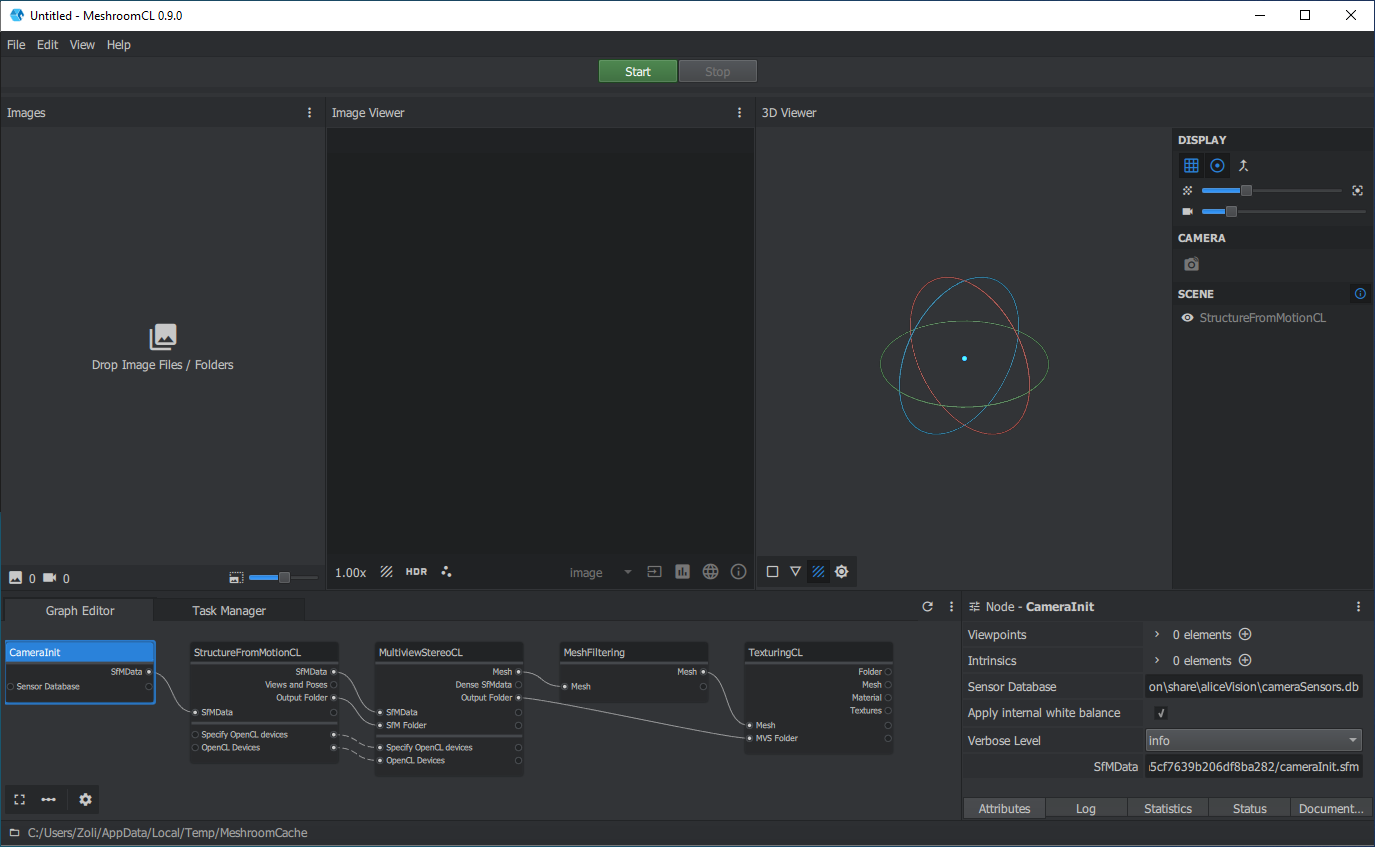 Untitled - MeshroomCL 0.9.0
File Edit View Help
Start Stop
Images
Image Viewer
3D Viewer
Drop Image Files / Folders
0 0
1.00x HDR image
DISPLAY
CAMERA
SCENE
StructureFromMotionCL
Graph Editor Task Manager
CameraInit
SfMData
Sensor Database
StructureFromMotionCL
SfMData
Views and Poses
Output Folder
SfMData
Specify OpenCL devices
OpenCL Devices
MultiviewStereoCL
Mesh
Dense SfMdata
Output Folder
SfMData
SfM Folder
Specify OpenCL devices
OpenCL Devices
MeshFiltering
Mesh
Mesh
TexturingCL
Folder
Mesh
Material
Textures
Mesh
MVS Folder
Node - CameraInit
Viewpoints 0 elements
Intrinsics 0 elements
Sensor Database on\share\aliceVision\cameraSensors.db
Apply internal white balance
Verbose Level info
SfMData 5cf7639b206df8ba282/cameraInit.sfm
Attributes Log Statistics Status Document...
C:/Users/Zoli/AppData/Local/Temp/MeshroomCache